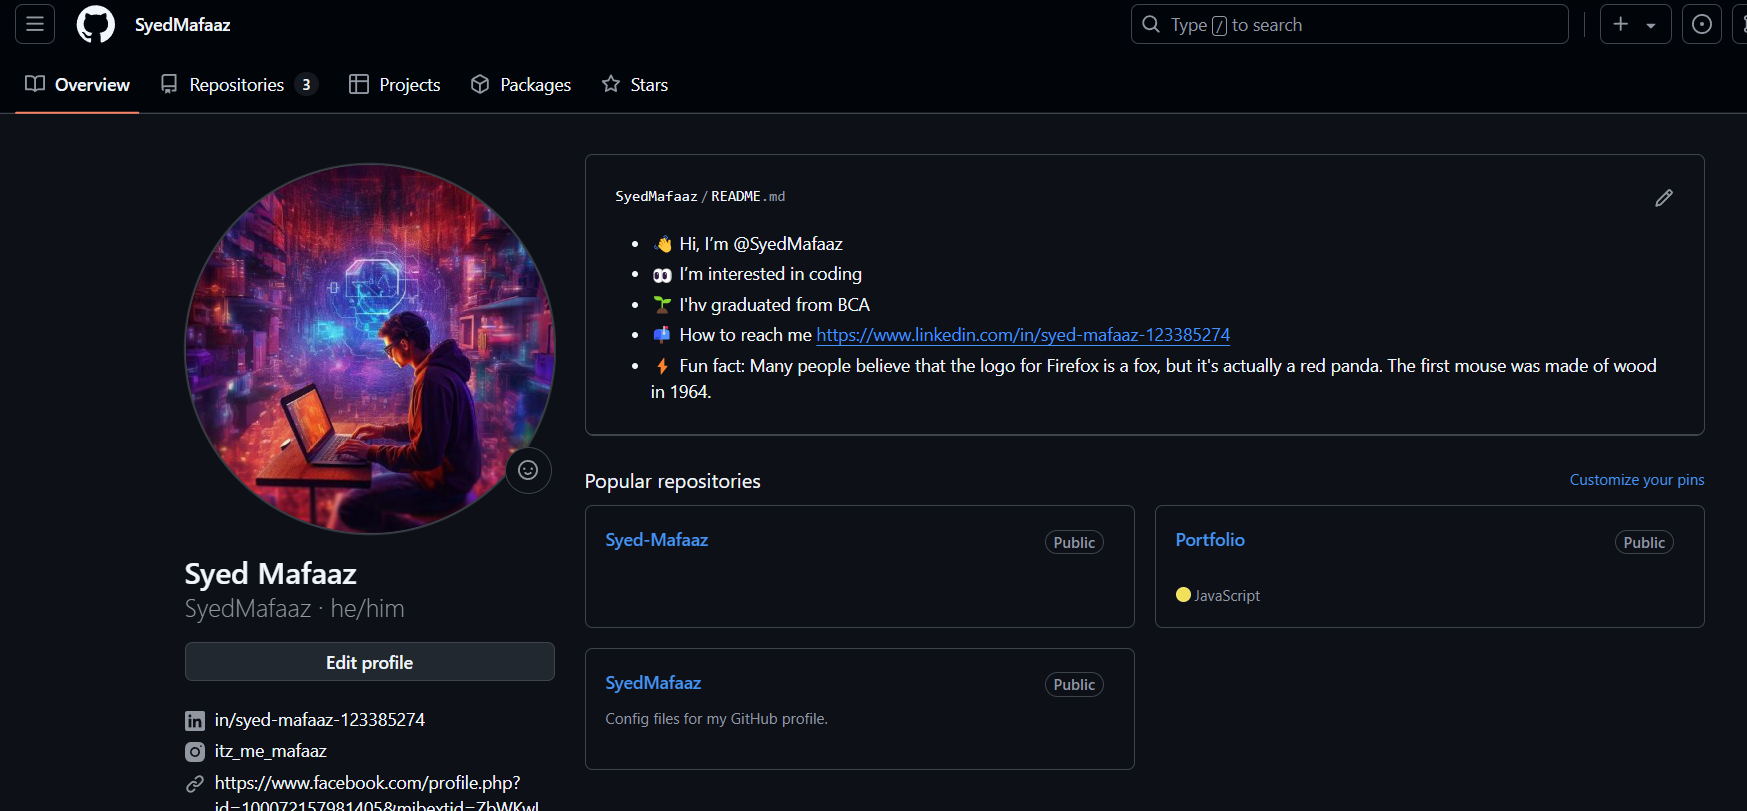 SyedMafaaz
Type / to search
Overview
Repositories 3
Projects
Packages
Stars
SyedMafaaz / README.md
👋 Hi, I’m @SyedMafaaz
👀 I’m interested in coding
🌱 I'hv graduated from BCA
📫 How to reach me https://www.linkedin.com/in/syed-mafaaz-123385274
⚡ Fun fact: Many people believe that the logo for Firefox is a fox, but it's actually a red panda. The first mouse was made of wood
in 1964.
Popular repositories
Customize your pins
Syed-Mafaaz
Public
Portfolio
Public
JavaScript
SyedMafaaz
Public
Config files for my GitHub profile.
Syed Mafaaz
SyedMafaaz · he/him
Edit profile
in/syed-mafaaz-123385274
itz_me_mafaaz
https://www.facebook.com/profile.php?